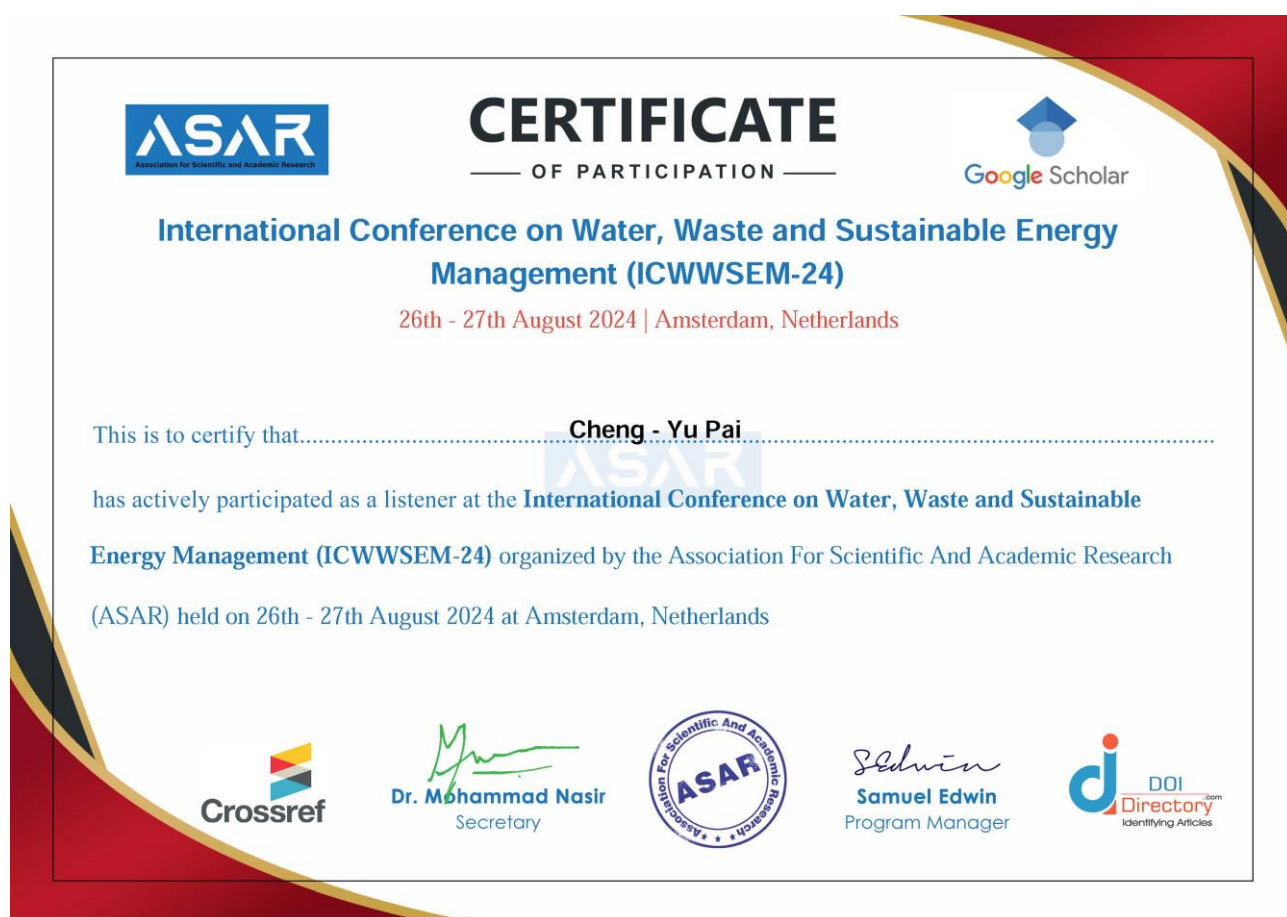 ASAR
Association for Scientific and Academic Research
CERTIFICATE
OF PARTICIPATION
Google Scholar
International Conference on Water, Waste and Sustainable Energy
Management (ICWWSEM-24)
26th - 27th August 2024 | Amsterdam, Netherlands
This is to certify that....................Cheng - Yu Pai....................
ASAR
has actively participated as a listener at the International Conference on Water, Waste and Sustainable
Energy Management (ICWWSEM-24) organized by the Association For Scientific And Academic Research
(ASAR) held on 26th - 27th August 2024 at Amsterdam, Netherlands
Crossref
Dr. Mohammad Nasir
Secretary
Association For Scientific And Academic Research
ASAR
SEdwin
Samuel Edwin
Program Manager
d
DOI
Directory.com
Identifying Articles